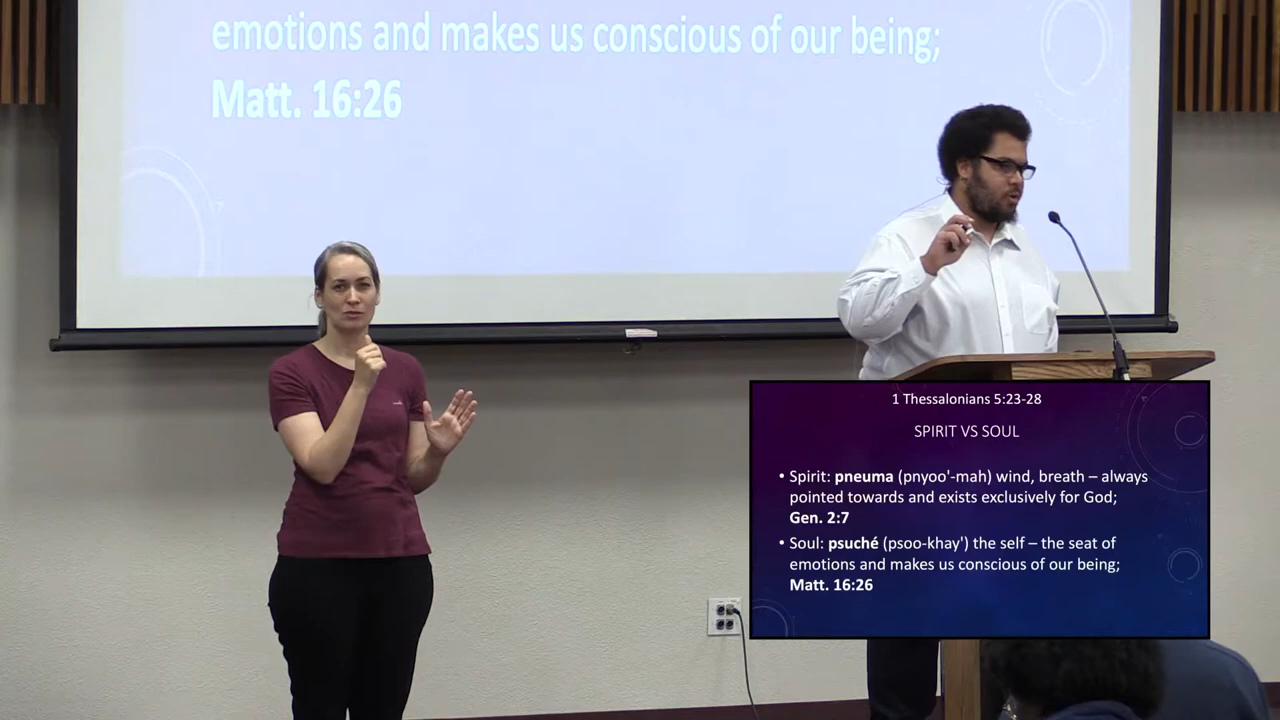 emotions and makes us conscious of our being;
Matt. 16:26
1 Thessalonians 5:23-28
SPIRIT VS SOUL
• Spirit: pneuma (pnyoo'-mah) wind, breath – always
pointed towards and exists exclusively for God;
Gen. 2:7
• Soul: psuché (psoo-khay') the self – the seat of
emotions and makes us conscious of our being;
Matt. 16:26